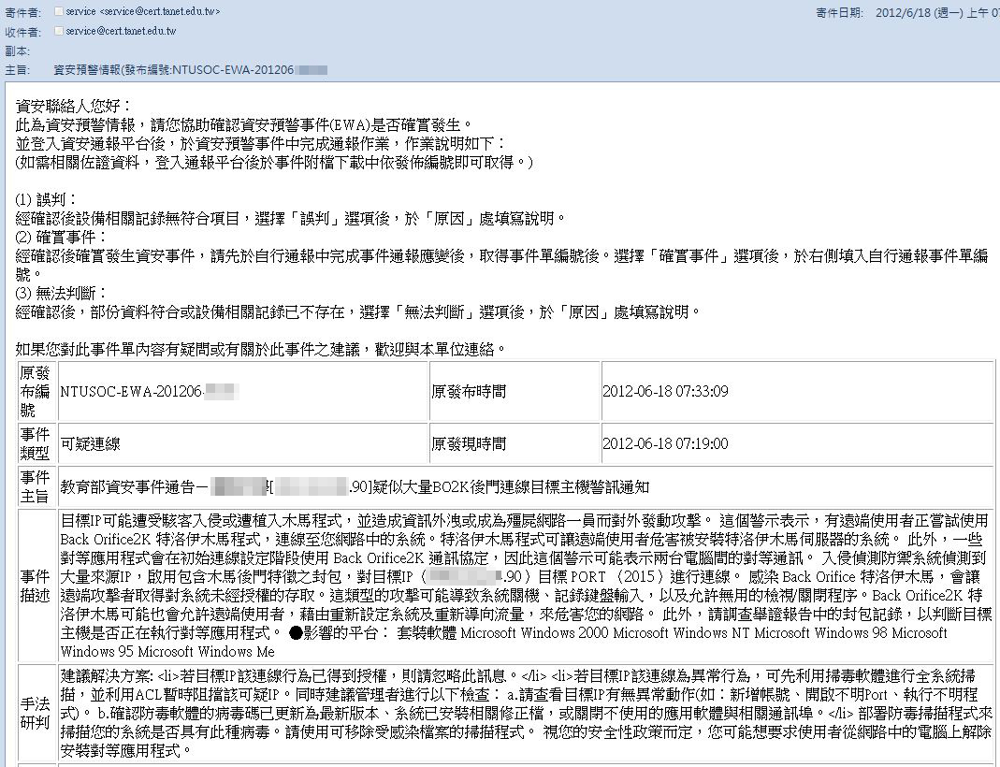 寄件者: service <service@cert.tanet.edu.tw>
寄件日期: 2012/6/18 (週一) 上午 0
收件者: service@cert.tanet.edu.tw
副本:
主旨: 資安預警情報(發布編號:NTUSOC-EWA-201206
資安聯絡人您好：
此為資安預警情報，請您協助確認資安預警事件(EWA)是否確實發生。
並登入資安通報平台後，於資安預警事件中完成通報作業，作業說明如下：
(如需相關佐證資料，登入通報平台後於事件附檔下載中依發佈編號即可取得。)
(1) 誤判：
經確認後設備相關記錄無符合項目，選擇「誤判」選項後，於「原因」處填寫說明。
(2) 確實事件：
經確認後確實發生資安事件，請先於自行通報中完成事件通報應變後，取得事件單編號後。選擇「確實事件」選項後，於右側填入自行通報事件單編
號。
(3) 無法判斷：
經確認後，部份資料符合或設備相關記錄已不存在，選擇「無法判斷」選項後，於「原因」處填寫說明。
如果您對此事件單內容有疑問或有關於此事件之建議，歡迎與本單位連絡。
原發
布編
號
NTUSOC-EWA-201206-
原發布時間
2012-06-18 07:33:09
事件
類型
可疑連線
原發現時間
2012-06-18 07:19:00
事件
主旨
教育部資安事件通告— [ .90]疑似大量BO2K後門連線目標主機警訊通知
事件
描述
目標IP可能遭受駭客入侵或遭植入木馬程式，並造成資訊外洩或成為殭屍網路一員而對外發動攻擊。 這個警示表示，有遠端使用者正嘗試使用
Back Orifice2K 特洛伊木馬程式，連線至您網路中的系統。特洛伊木馬程式可讓遠端使用者危害被安裝特洛伊木馬伺服器的系統。 此外，一些
對等應用程式會在初始連線設定階段使用 Back Orifice2K 通訊協定，因此這個警示可能表示兩台電腦間的對等通訊。 入侵偵測防禦系統偵測到
大量來源IP，啟用包含木馬後門特徵之封包，對目標IP（ .90）目標 PORT （2015）進行連線。 感染 Back Orifice 特洛伊木馬，會讓
遠端攻擊者取得對系統未經授權的存取。這類型的攻擊可能導致系統關機、記錄鍵盤輸入，以及允許無用的檢視/關閉程序。Back Orifice2K 特
洛伊木馬可能也會允許遠端使用者，藉由重新設定系統及重新導向流量，來危害您的網路。 此外，請調查舉證報告中的封包記錄，以判斷目標
主機是否正在執行對等應用程式。 ●影響的平台： 套裝軟體 Microsoft Windows 2000 Microsoft Windows NT Microsoft Windows 98 Microsoft
Windows 95 Microsoft Windows Me
手法
研判
建議解決方案: <li>若目標IP該連線行為已得到授權，則請忽略此訊息。</li> <li>若目標IP該連線為異常行為，可先利用掃毒軟體進行全系統掃
描，並利用ACL暫時阻擋該可疑IP。同時建議管理者進行以下檢查： a.請查看目標IP有無異常動作(如：新增帳號、開啟不明Port、執行不明程
式)。 b.確認防毒軟體的病毒碼已更新為最新版本、系統已安裝相關修正檔，或關閉不使用的應用軟體與相關通訊埠。</li> 部署防毒掃描程式來
掃描您的系統是否具有此種病毒。請使用可移除受感染檔案的掃描程式。 視您的安全性政策而定，您可能想要求使用者從網路中的電腦上解除
安裝對等應用程式。